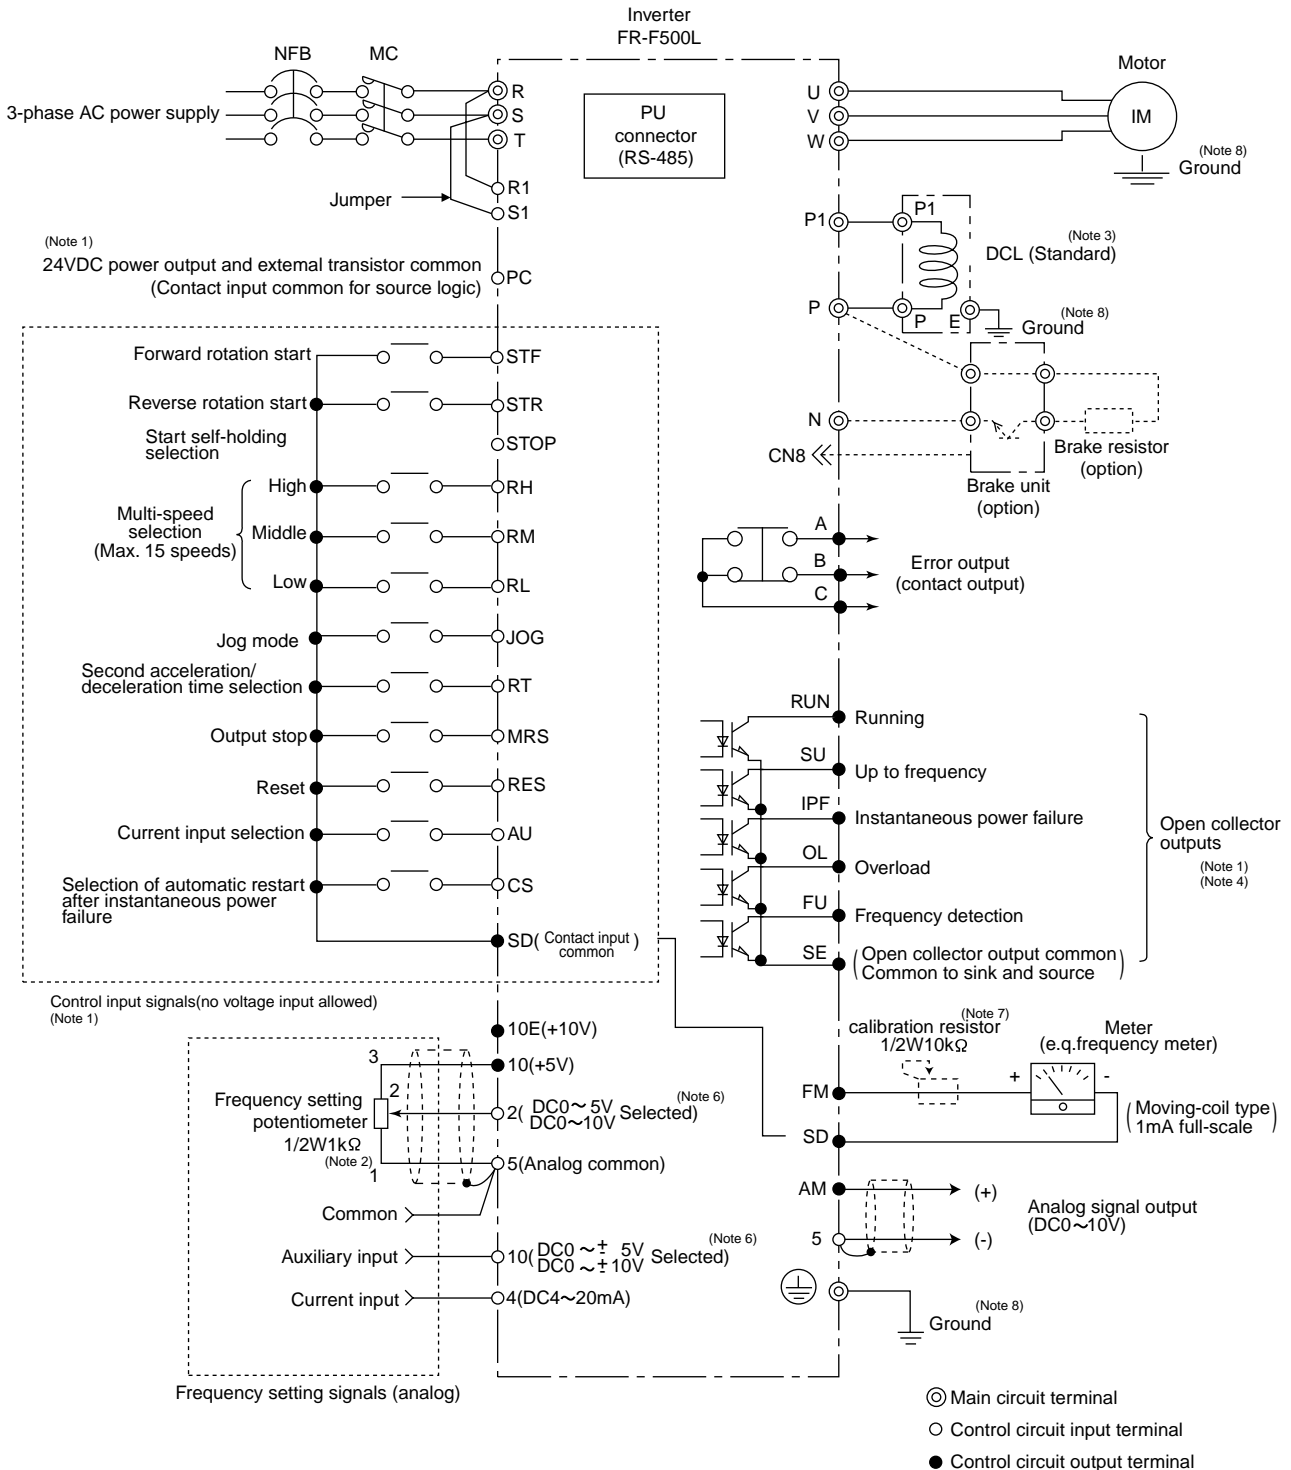 Inverter
FR-F500L
NFB
MC
Motor
3-phase AC power supply
R
S
T
PU
connector
(RS-485)
U
V
W
IM
(Note 8)
Ground
Jumper
R1
S1
P1
P1
(Note 3)
DCL (Standard)
(Note 1)
24VDC power output and external transistor common
(Contact input common for source logic)
PC
P
P
E
(Note 8)
Ground
Forward rotation start
STF
Reverse rotation start
STR
Start self-holding
selection
STOP
N
CN8
Brake resistor
(option)
Brake unit
(option)
Multi-speed
selection
(Max. 15 speeds)
High
RH
Middle
RM
Low
RL
A
B
C
Error output
(contact output)
Jog mode
JOG
Second acceleration/
deceleration time selection
RT
Output stop
MRS
Reset
RES
Current input selection
AU
Selection of automatic restart
after instantaneous power
failure
CS
SD( Contact input )
common
RUN
Running
SU
Up to frequency
IPF
Instantaneous power failure
OL
Overload
FU
Frequency detection
SE
(Open collector output common)
Common to sink and source
Open collector
outputs
(Note 1)
(Note 4)
Control input signals(no voltage input allowed)
(Note 1)
10E(+10V)
3
10(+5V)
2
Frequency setting
potentiometer
1/2W1kΩ
(Note 2)
1
2( DC0～5V Selected)
DC0～10V
(Note 6)
5(Analog common)
Common
Auxiliary input
10( DC0 ～± 5V Selected)
DC0 ～±10V
(Note 6)
Current input
4(DC4～20mA)
Frequency setting signals (analog)
(Note 7)
calibration resistor
1/2W10kΩ
Meter
(e.q.frequency meter)
FM
+
-
(Moving-coil type)
1mA full-scale
SD
AM
(+)
Analog signal output
(DC0～10V)
5
(-)
(Note 8)
Ground
Main circuit terminal
Control circuit input terminal
Control circuit output terminal